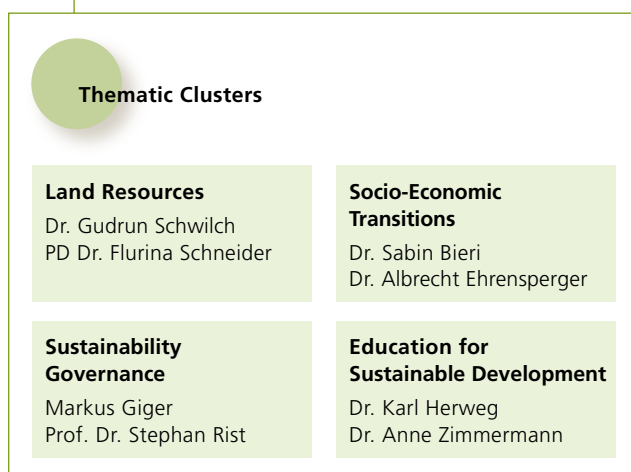 Thematic Clusters
Land Resources
Dr. Gudrun Schwilch
PD Dr. Flurina Schneider
Socio-Economic
Transitions
Dr. Sabin Bieri
Dr. Albrecht Ehrensperger
Sustainability
Governance
Markus Giger
Prof. Dr. Stephan Rist
Education for
Sustainable Development
Dr. Karl Herweg
Dr. Anne Zimmermann